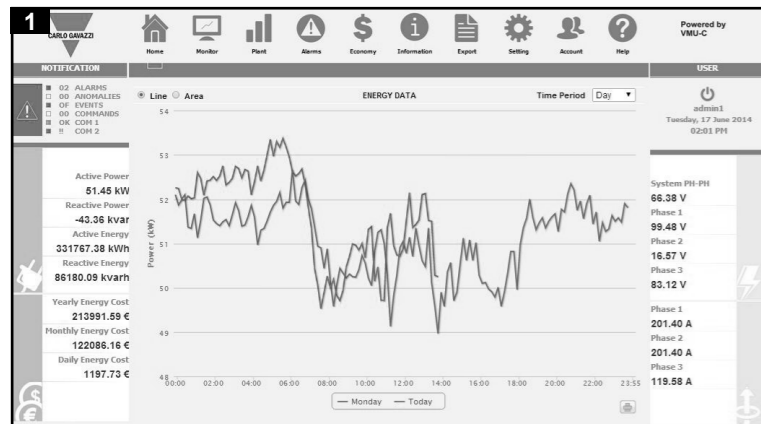 1
CARLO GAVAZZI
Home Monitor Plant Alarms Economy Information Export Setting Account Help
Powered by
VMU-C
NOTIFICATION
02 ALARMS
00 ANOMALIES
OF EVENTS
00 COMMANDS
OK COM 1
!! COM 2
Active Power
51.45 kW
Reactive Power
-43.36 kvar
Active Energy
331767.38 kWh
Reactive Energy
86180.09 kvarh
Yearly Energy Cost
213991.59 €
Monthly Energy Cost
122086.16 €
Daily Energy Cost
1197.73 €
Line Area ENERGY DATA Time Period Day
54
53
52
51
50
49
48
Power (kW)
00:00 02:00 04:00 06:00 08:00 10:00 12:00 14:00 16:00 18:00 20:00 22:00 23:55
Monday Today
USER
admin1
Tuesday, 17 June 2014
02:01 PM
System PH-PH
66.38 V
Phase 1
99.48 V
Phase 2
16.57 V
Phase 3
83.12 V
Phase 1
201.40 A
Phase 2
201.40 A
Phase 3
119.58 A